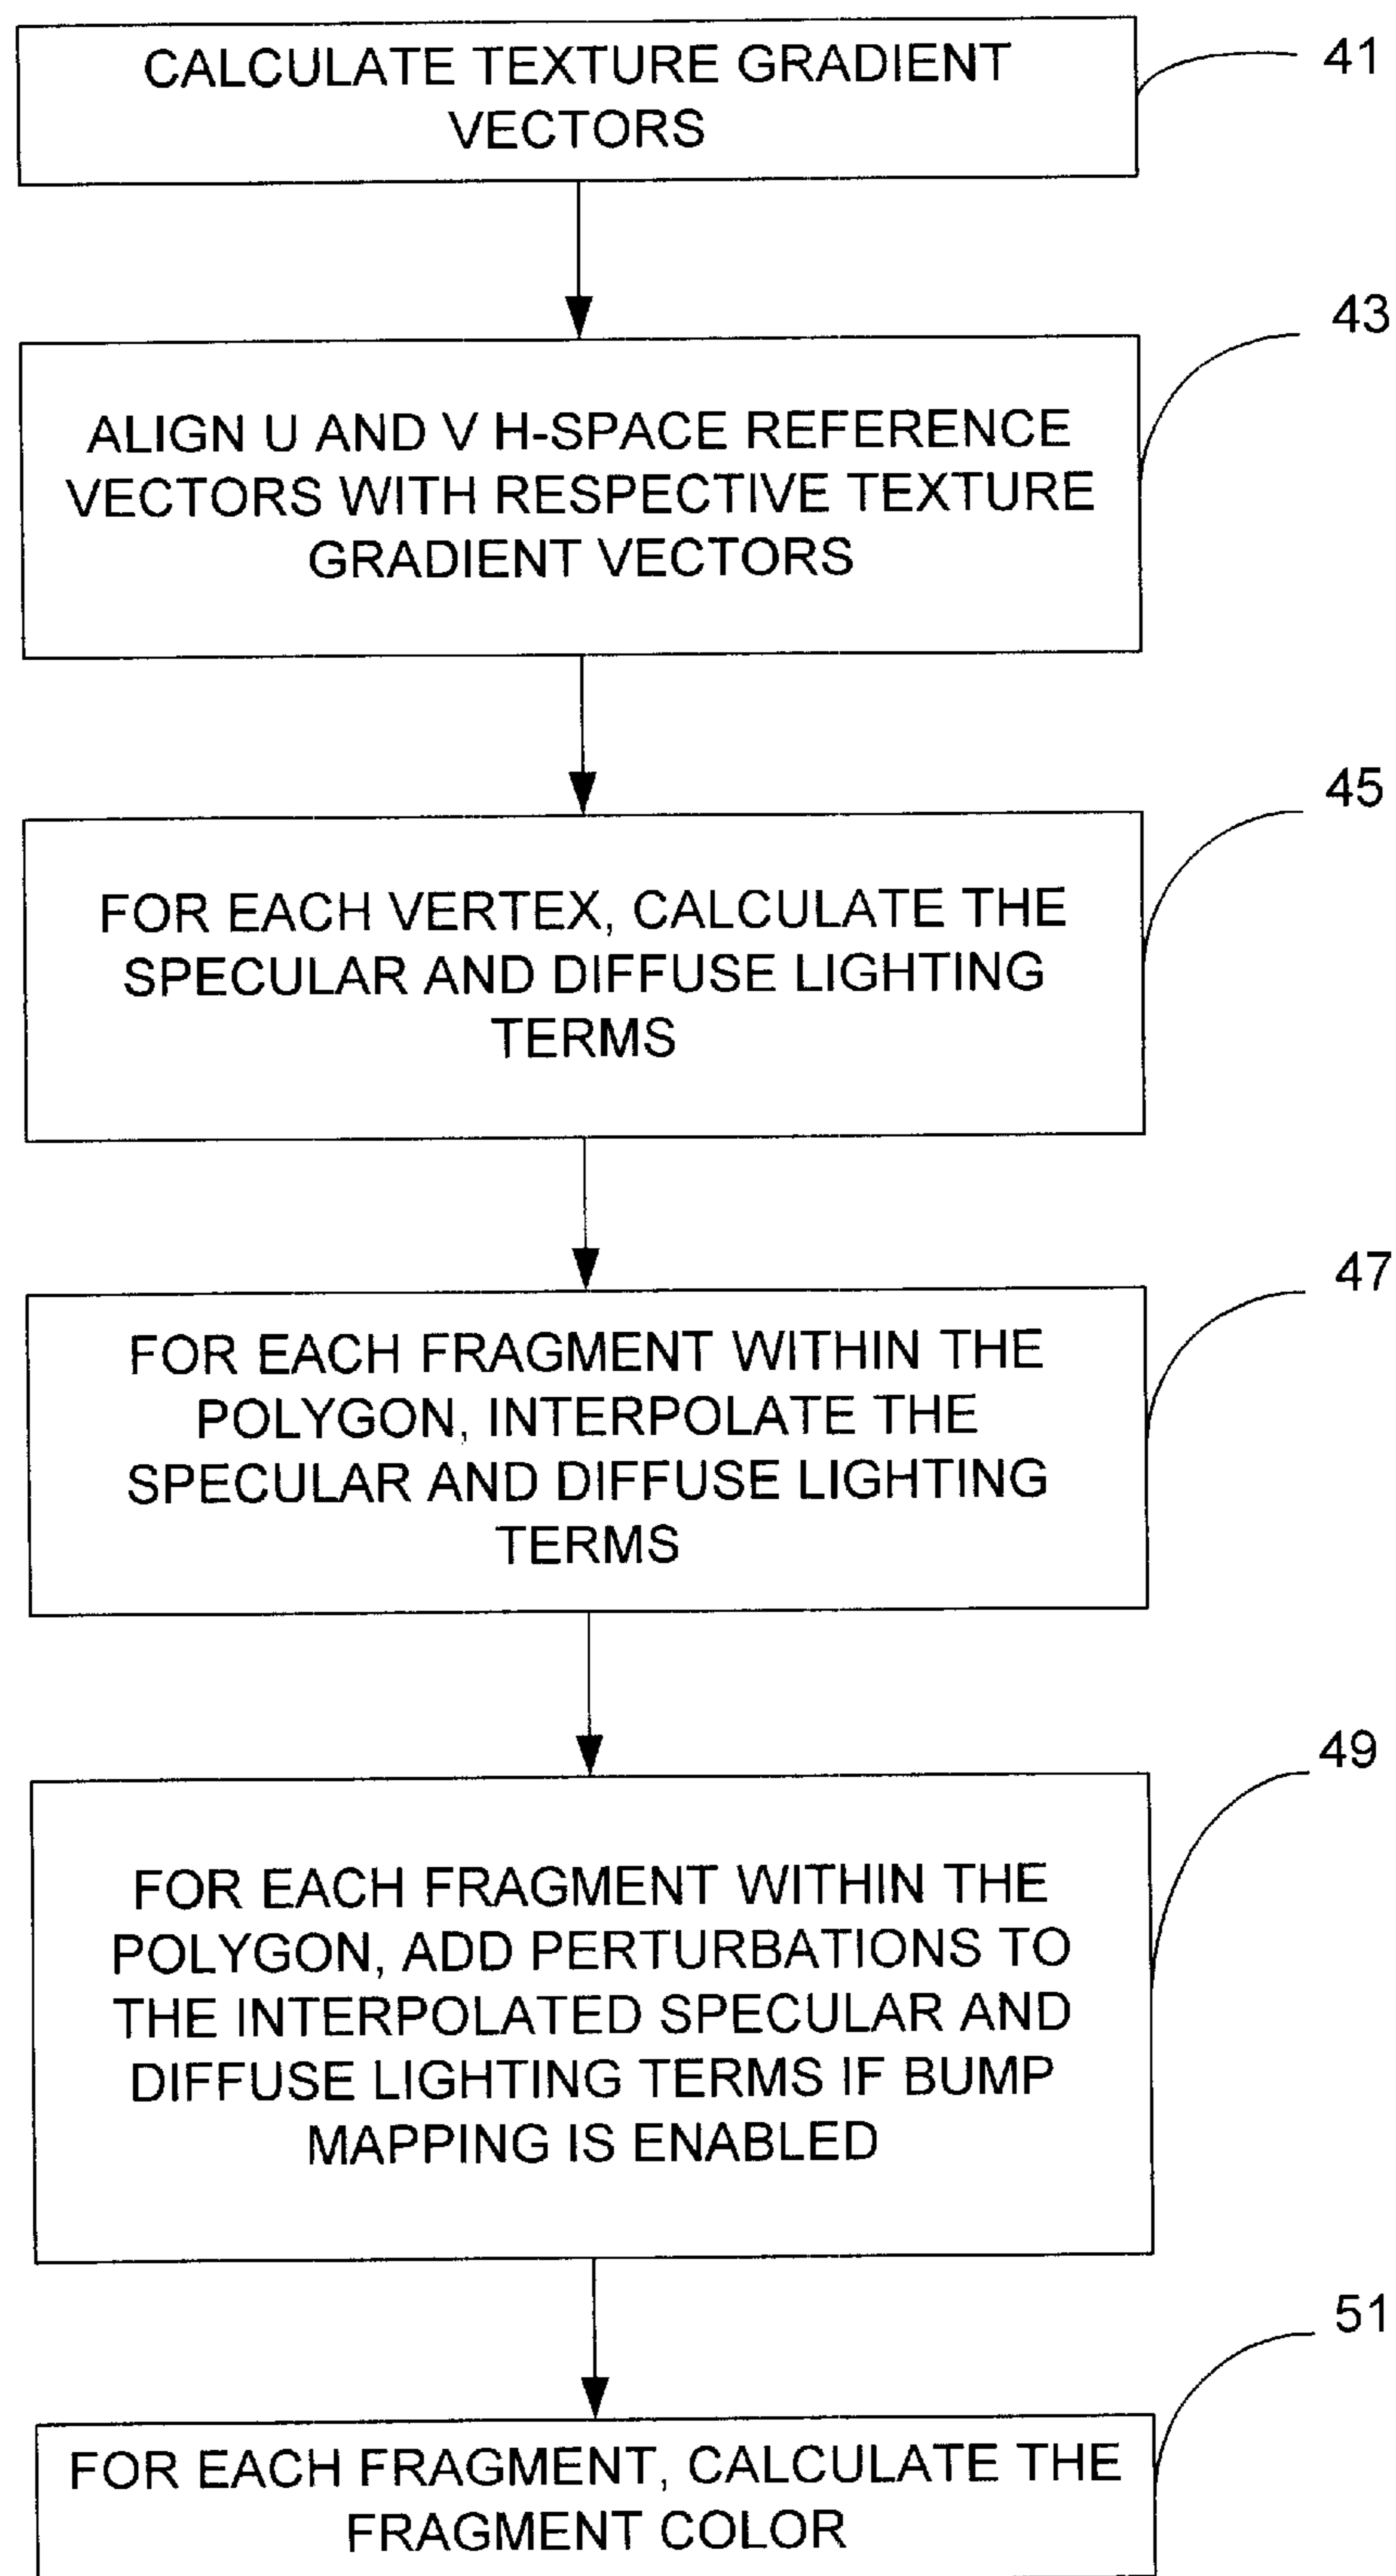 CALCULATE TEXTURE GRADIENT
VECTORS
41
43
ALIGN U AND V H-SPACE REFERENCE
VECTORS WITH RESPECTIVE TEXTURE
GRADIENT VECTORS
45
FOR EACH VERTEX, CALCULATE THE
SPECULAR AND DIFFUSE LIGHTING
TERMS
47
FOR EACH FRAGMENT WITHIN THE
POLYGON, INTERPOLATE THE
SPECULAR AND DIFFUSE LIGHTING
TERMS
49
FOR EACH FRAGMENT WITHIN THE
POLYGON, ADD PERTURBATIONS TO
THE INTERPOLATED SPECULAR AND
DIFFUSE LIGHTING TERMS IF BUMP
MAPPING IS ENABLED
51
FOR EACH FRAGMENT, CALCULATE THE
FRAGMENT COLOR